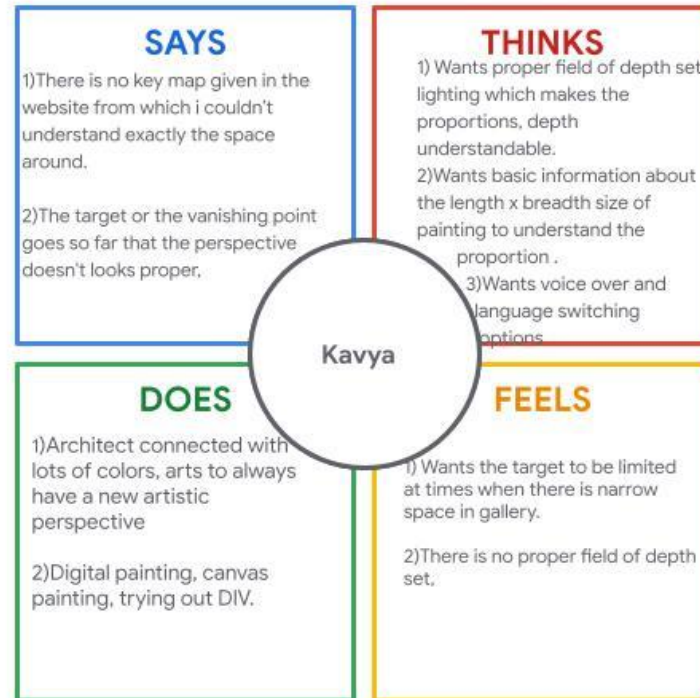 SAYS
1)There is no key map given in the
website from which i couldn't
understand exactly the space
around.
2)The target or the vanishing point
goes so far that the perspective
doesn't looks proper,
THINKS
1) Wants proper field of depth set
lighting which makes the
proportions, depth
understandable.
2)Wants basic information about
the length x breadth size of
painting to understand the
proportion .
3)Wants voice over and
language switching
options
Kavya
DOES
1)Architect connected with
lots of colors, arts to always
have a new artistic
perspective
2)Digital painting, canvas
painting, trying out DIV.
FEELS
1) Wants the target to be limited
at times when there is narrow
space in gallery.
2)There is no proper field of depth
set,